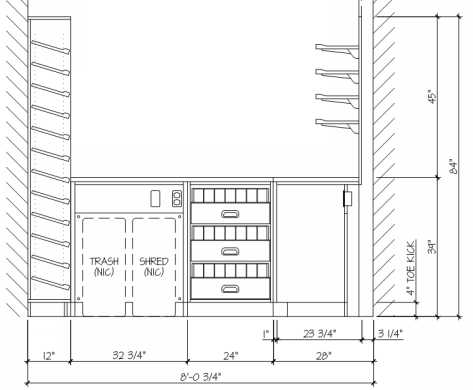 45"
84"
TRASH
(NIC)
SHRED
(NIC)
4" TOE KICK
39"
1"
23 3/4"
3 1/4"
12"
32 3/4"
24"
28"
8'-0 3/4"